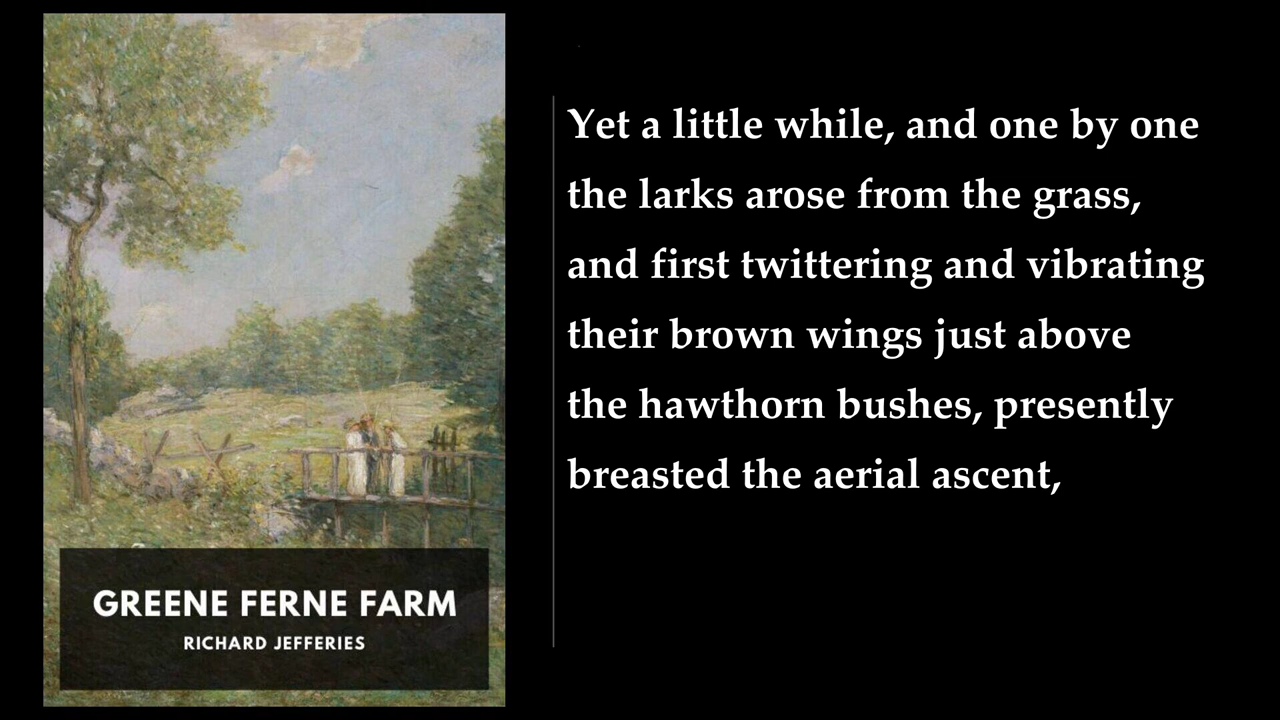 GREENE FERNE FARM
RICHARD JEFFERIES
Yet a little while, and one by one
the larks arose from the grass,
and first twittering and vibrating
their brown wings just above
the hawthorn bushes, presently
breasted the aerial ascent,